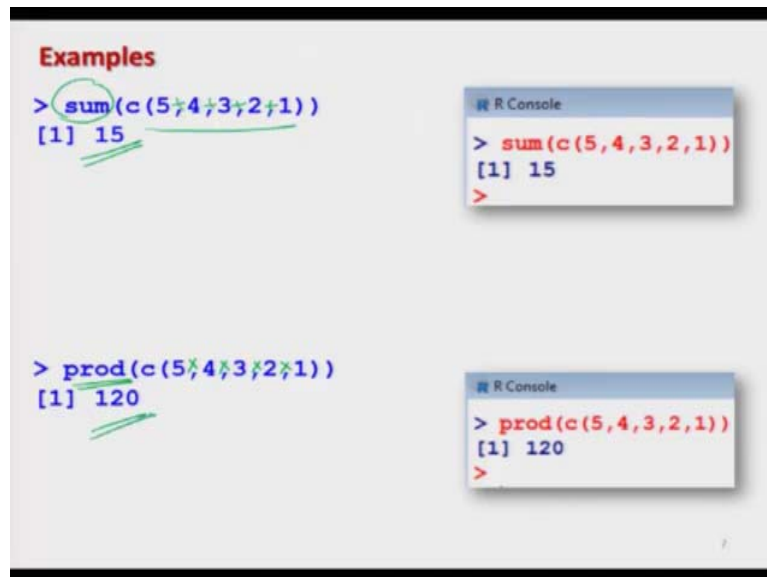 Examples
> sum(c(5,4,3,2,1))
[1] 15
R Console
> sum(c(5,4,3,2,1))
[1] 15
>
> prod(c(5,4,3,2,1))
[1] 120
R Console
> prod(c(5,4,3,2,1))
[1] 120
>